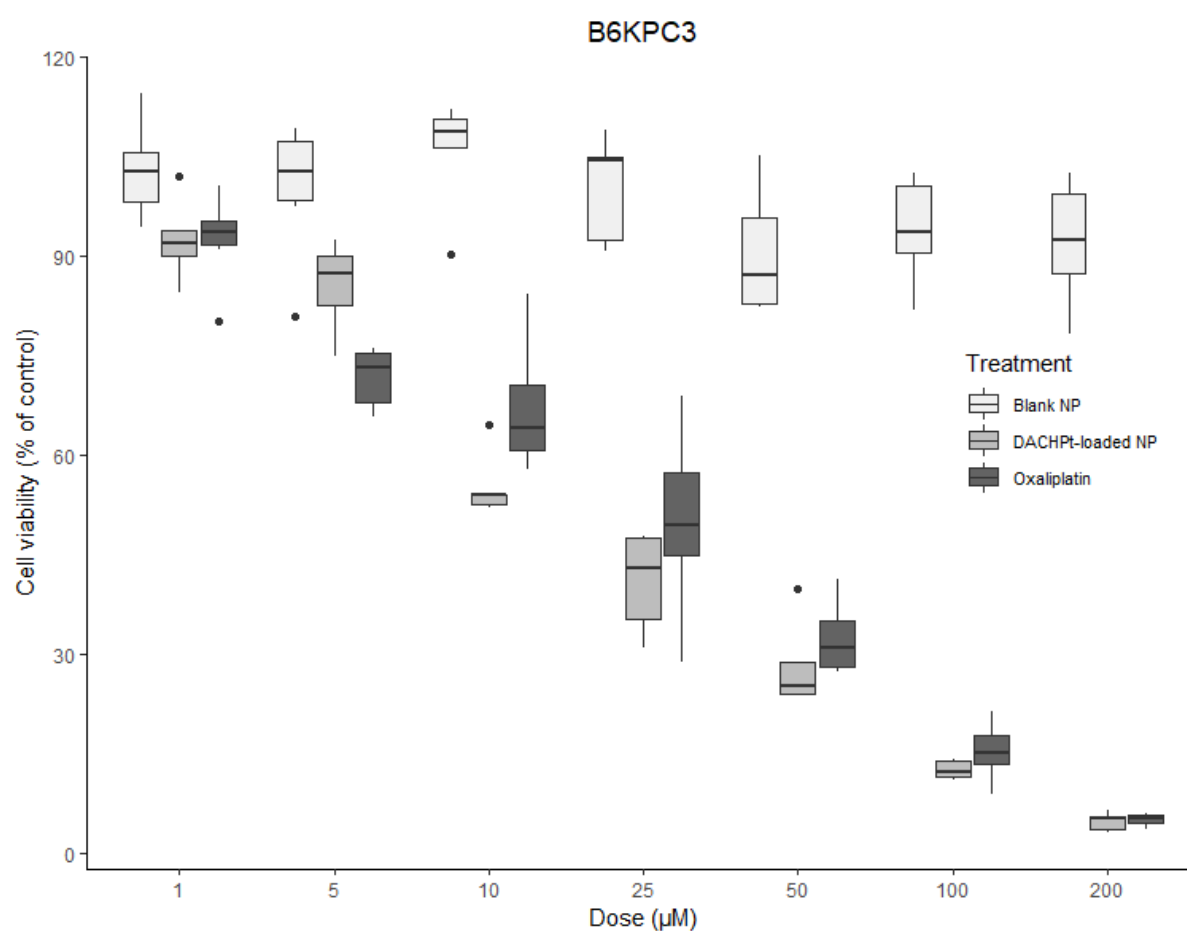 B6KPC3
120
90
60
30
0
Cell viability (% of control)
1 5 10 25 50 100 200
Dose (µM)
Treatment
Blank NP
DACHPt-loaded NP
Oxaliplatin